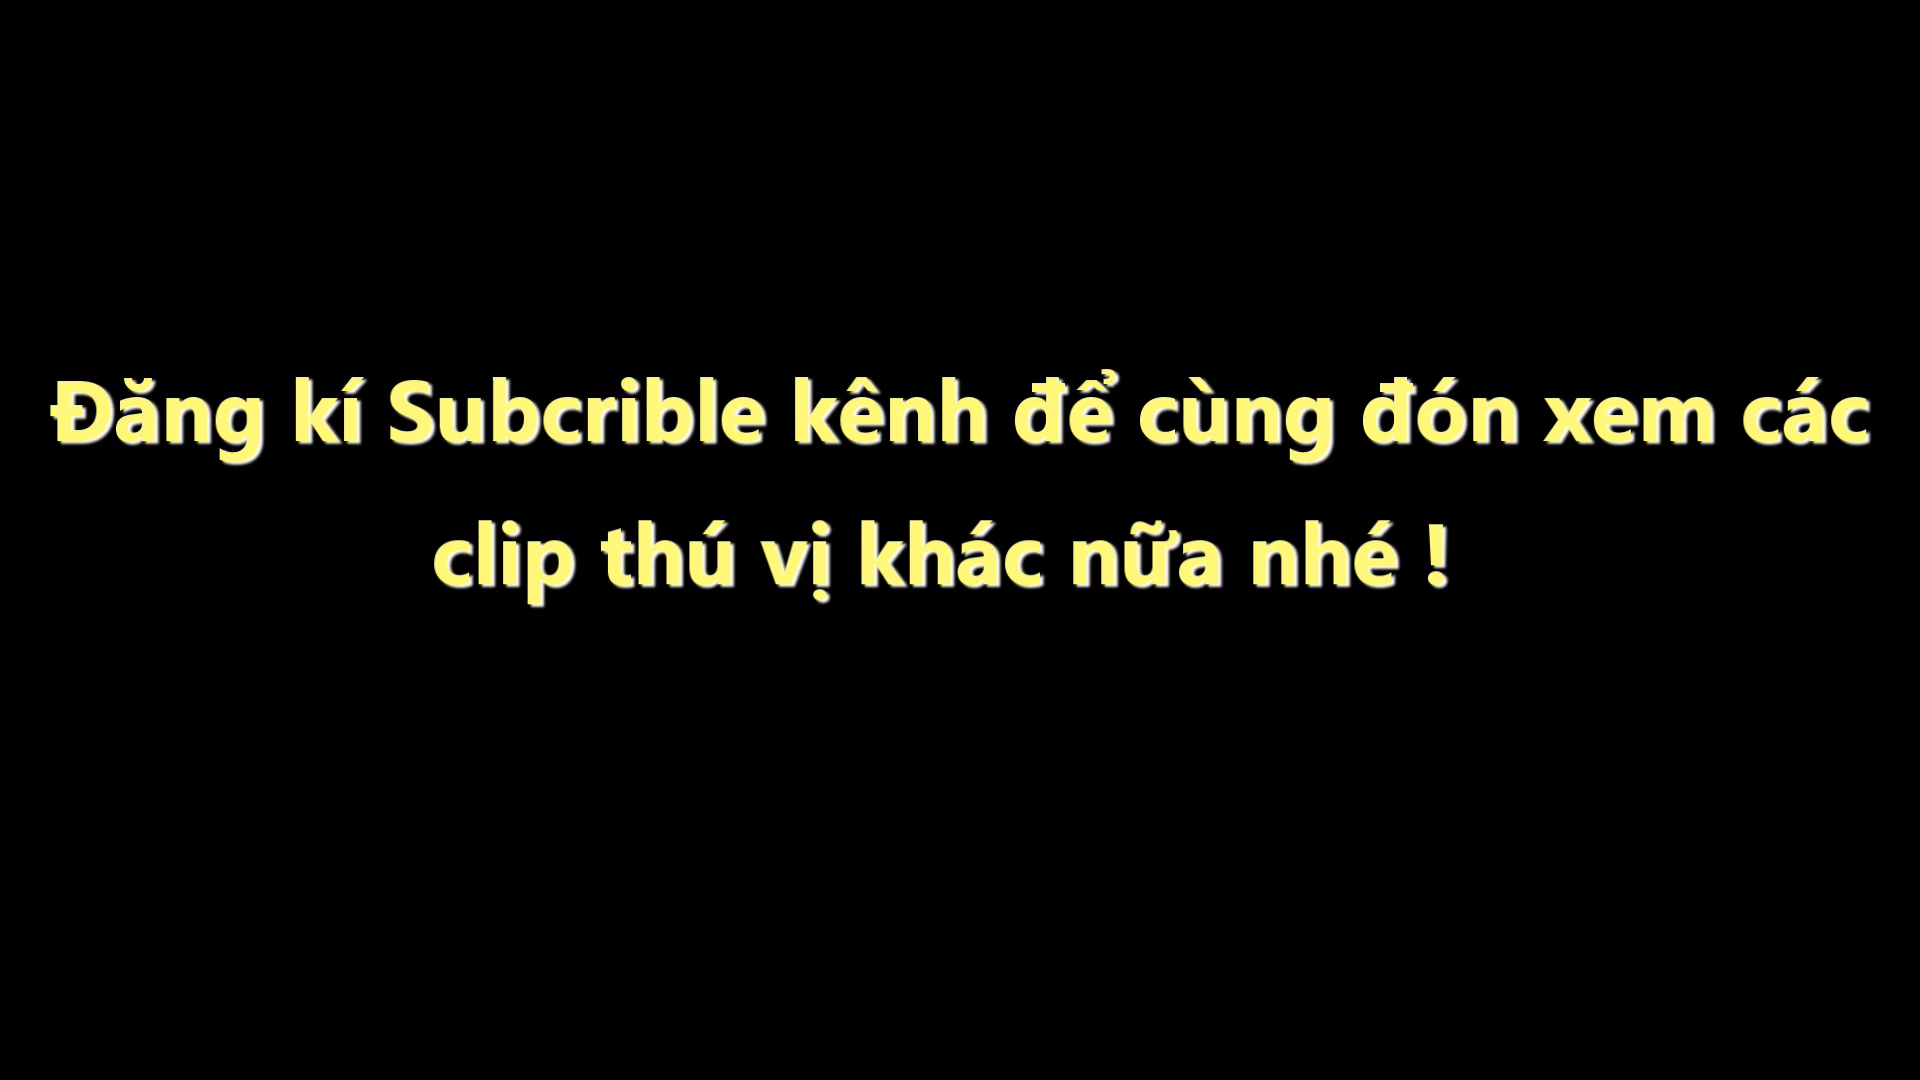 Đăng kí Subcrible kênh để cùng đón xem các
clip thú vị khác nữa nhé !